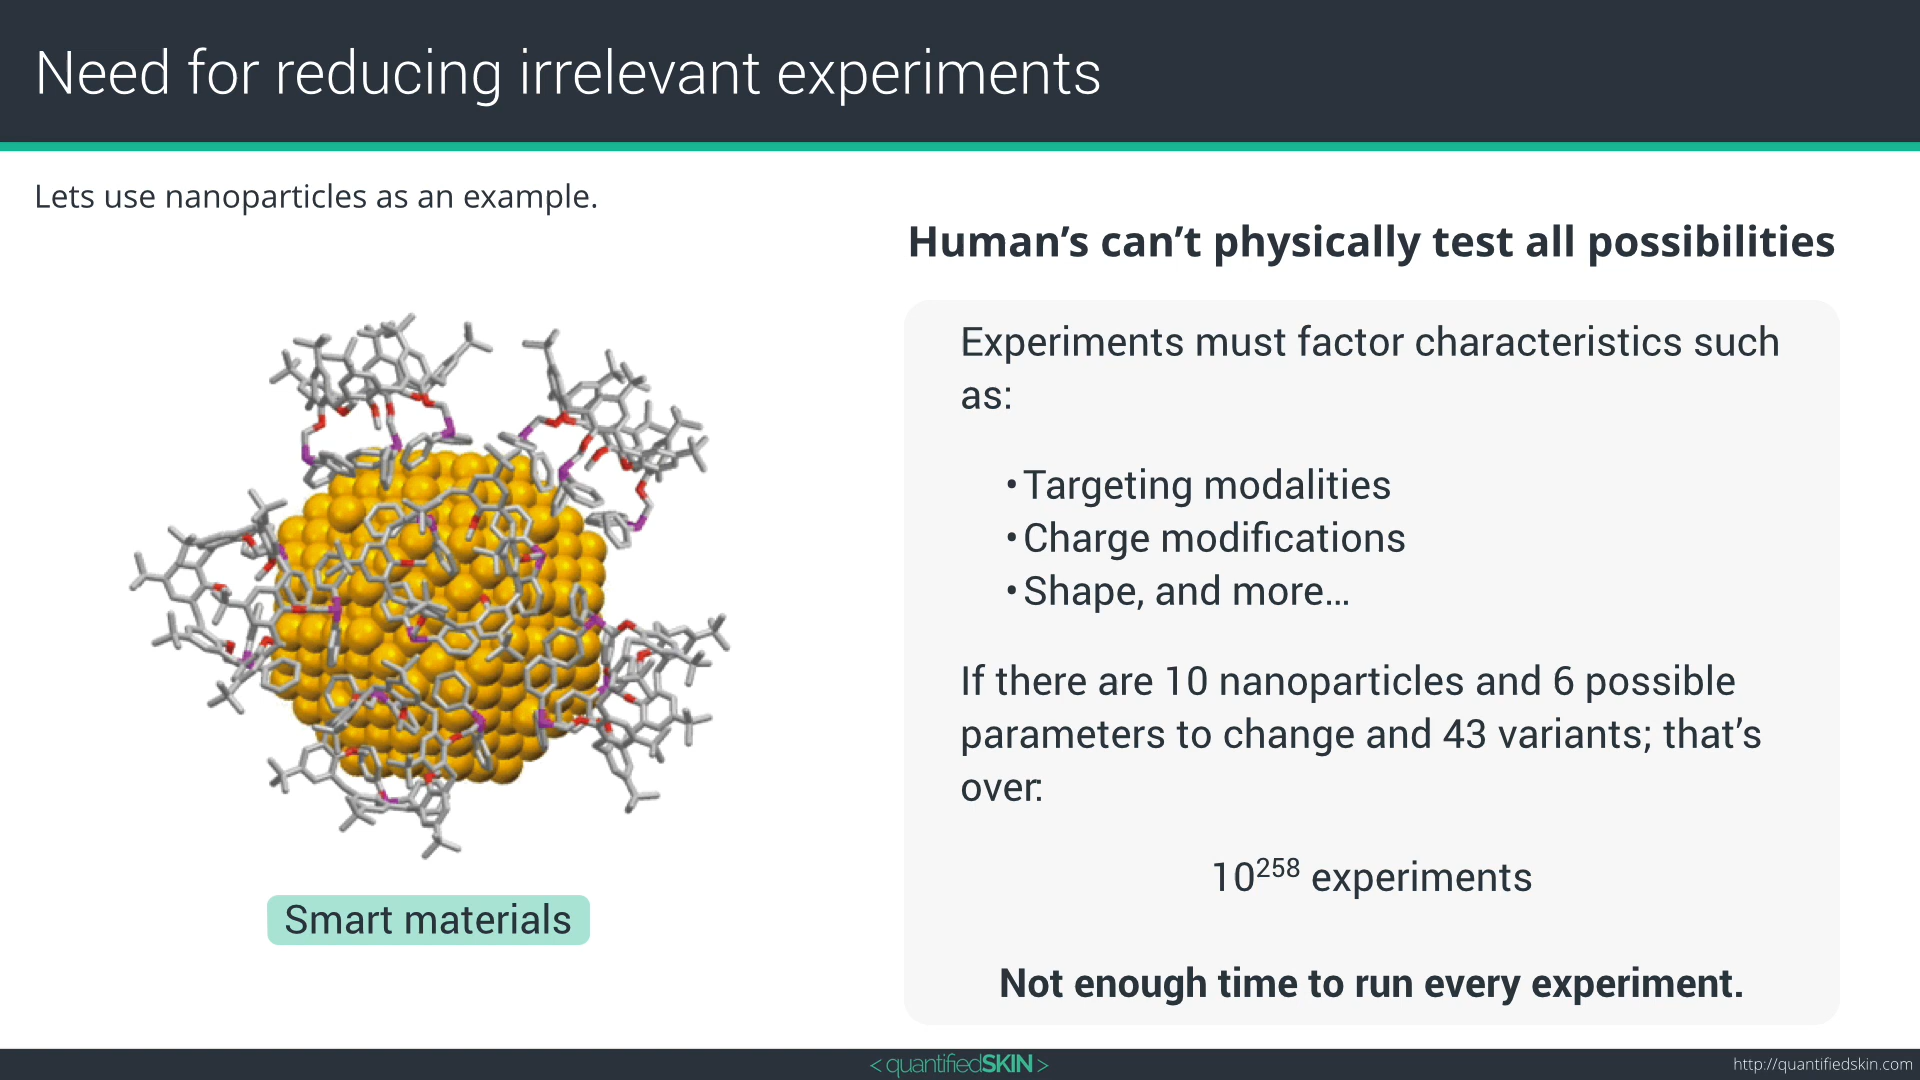 Need for reducing irrelevant experiments
Lets use nanoparticles as an example.
Human’s can’t physically test all possibilities
Experiments must factor characteristics such
as:
•Targeting modalities
•Charge modifications
•Shape, and more…
If there are 10 nanoparticles and 6 possible
parameters to change and 43 variants; that’s
over:
10²⁵⁸ experiments
Not enough time to run every experiment.
Smart materials
<quantifiedSKIN>
http://quantifiedskin.com